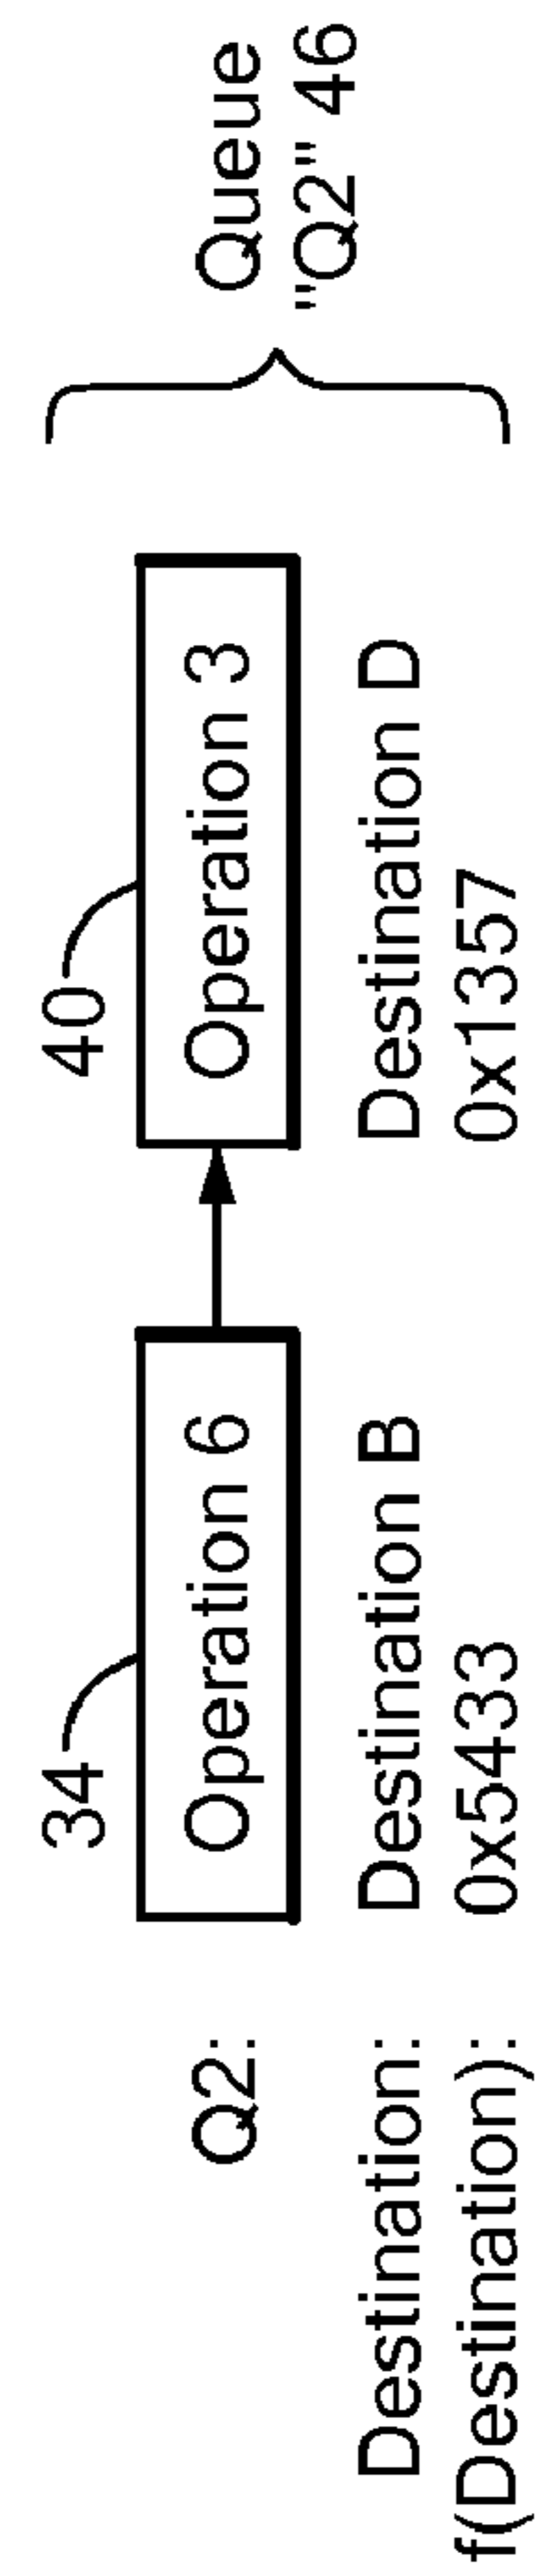 34
40
Q2:
Operation 6
Operation 3
Queue
"Q2" 46
Destination:
Destination B
Destination D
f(Destination):
0x5433
0x1357